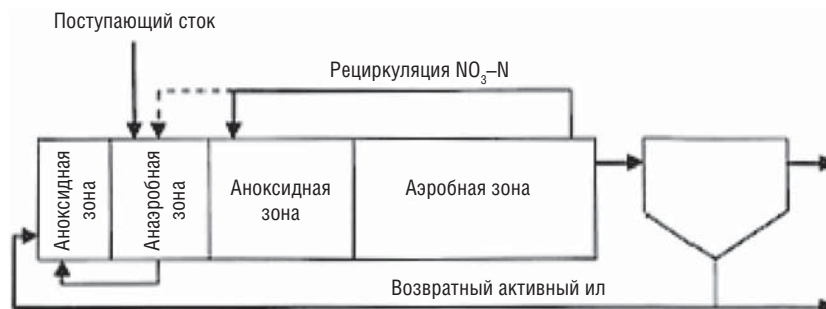 Поступающий сток
Рециркуляция NO₃–N
Аноксидная
зона
Анаэробная
зона
Аноксидная
зона
Аэробная зона
Возвратный активный ил